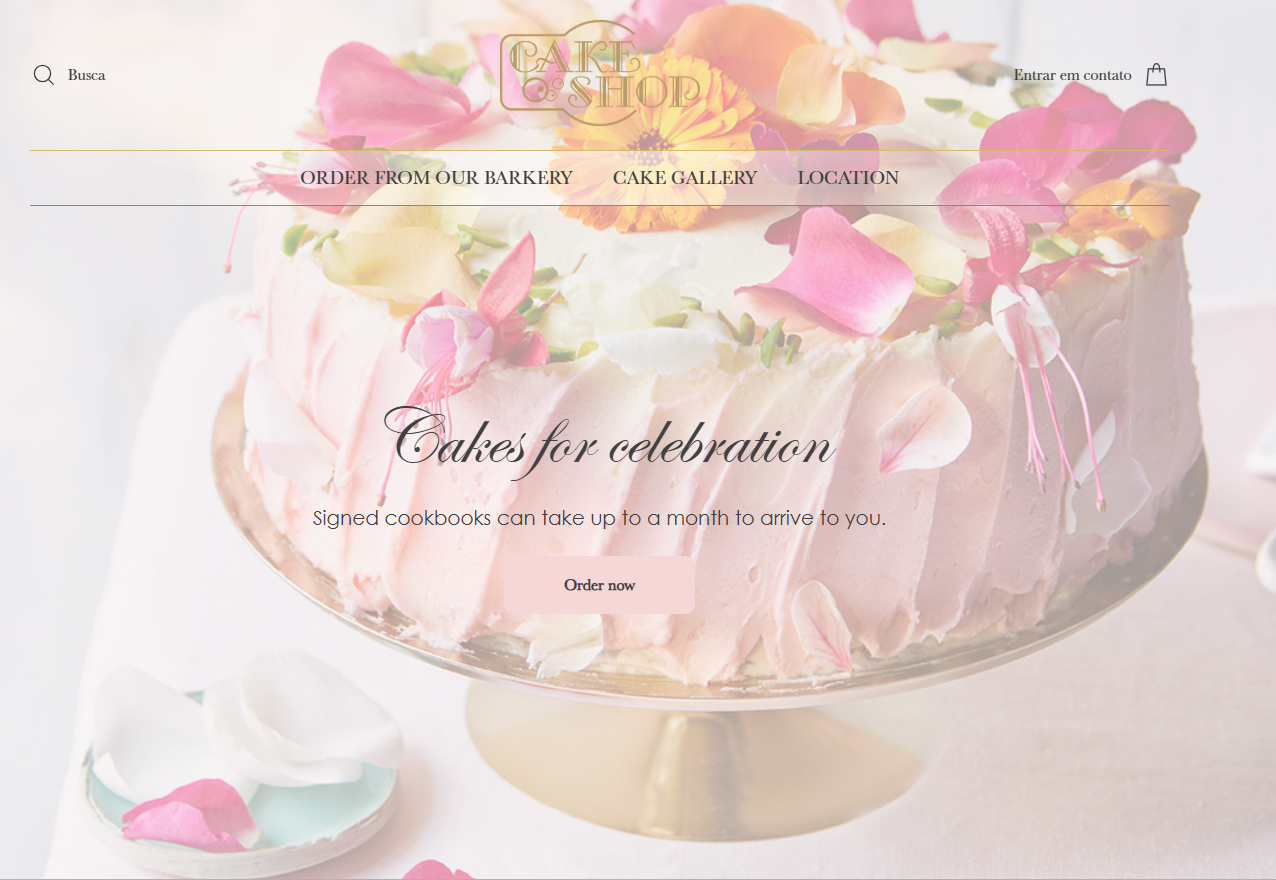 CAKE
SHOP
Busca
Entrar em contato
ORDER FROM OUR BARKERY CAKE GALLERY LOCATION
Cakes for celebration
Signed cookbooks can take up to a month to arrive to you.
Order now